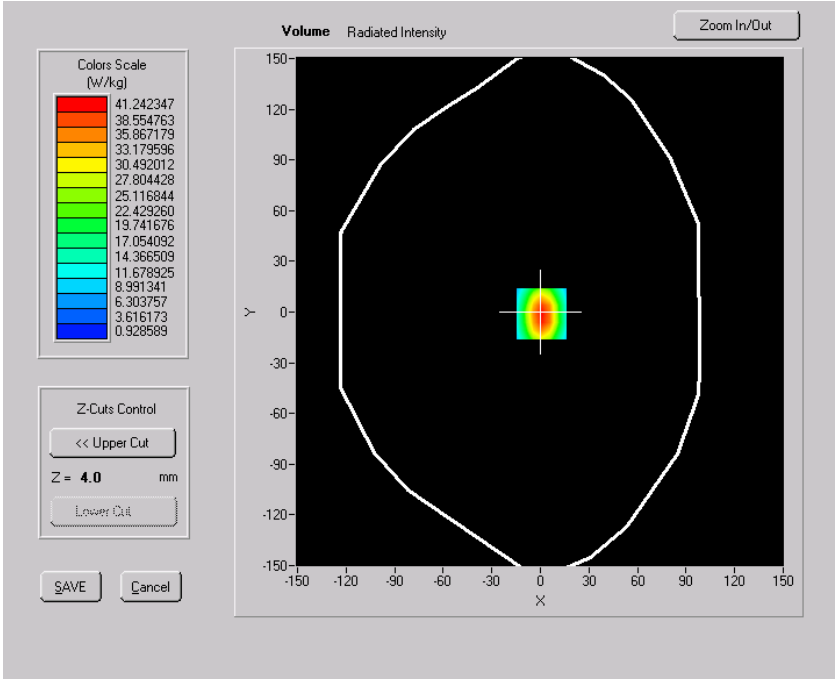 Volume Radiated Intensity
Zoom In/Out
Colors Scale
(W/kg)
41.242347
38.554763
35.867179
33.179596
30.492012
27.804428
25.116844
22.429260
19.741676
17.054092
14.366509
11.678925
8.991341
6.303757
3.616173
0.928589
Z-Cuts Control
<< Upper Cut
Z = 4.0 mm
Lower Cut
SAVE Cancel
150
120
90
60
30
0
-30
-60
-90
-120
-150
Y
-150 -120 -90 -60 -30 0 30 60 90 120 150
X